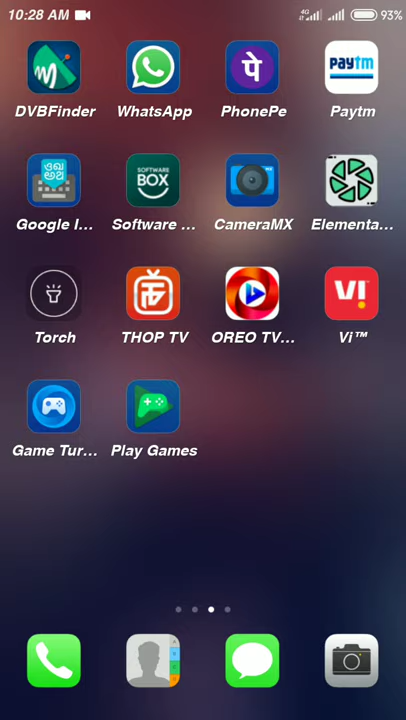 10:28 AM
4G
93%
DVBFinder
WhatsApp
PhonePe
Paytm
Google I...
Software ...
CameraMX
Elementa...
Torch
THOP TV
OREO TV...
Vi™
Game Tur...
Play Games
पे
paytm
SOFTWARE
BOX
VI